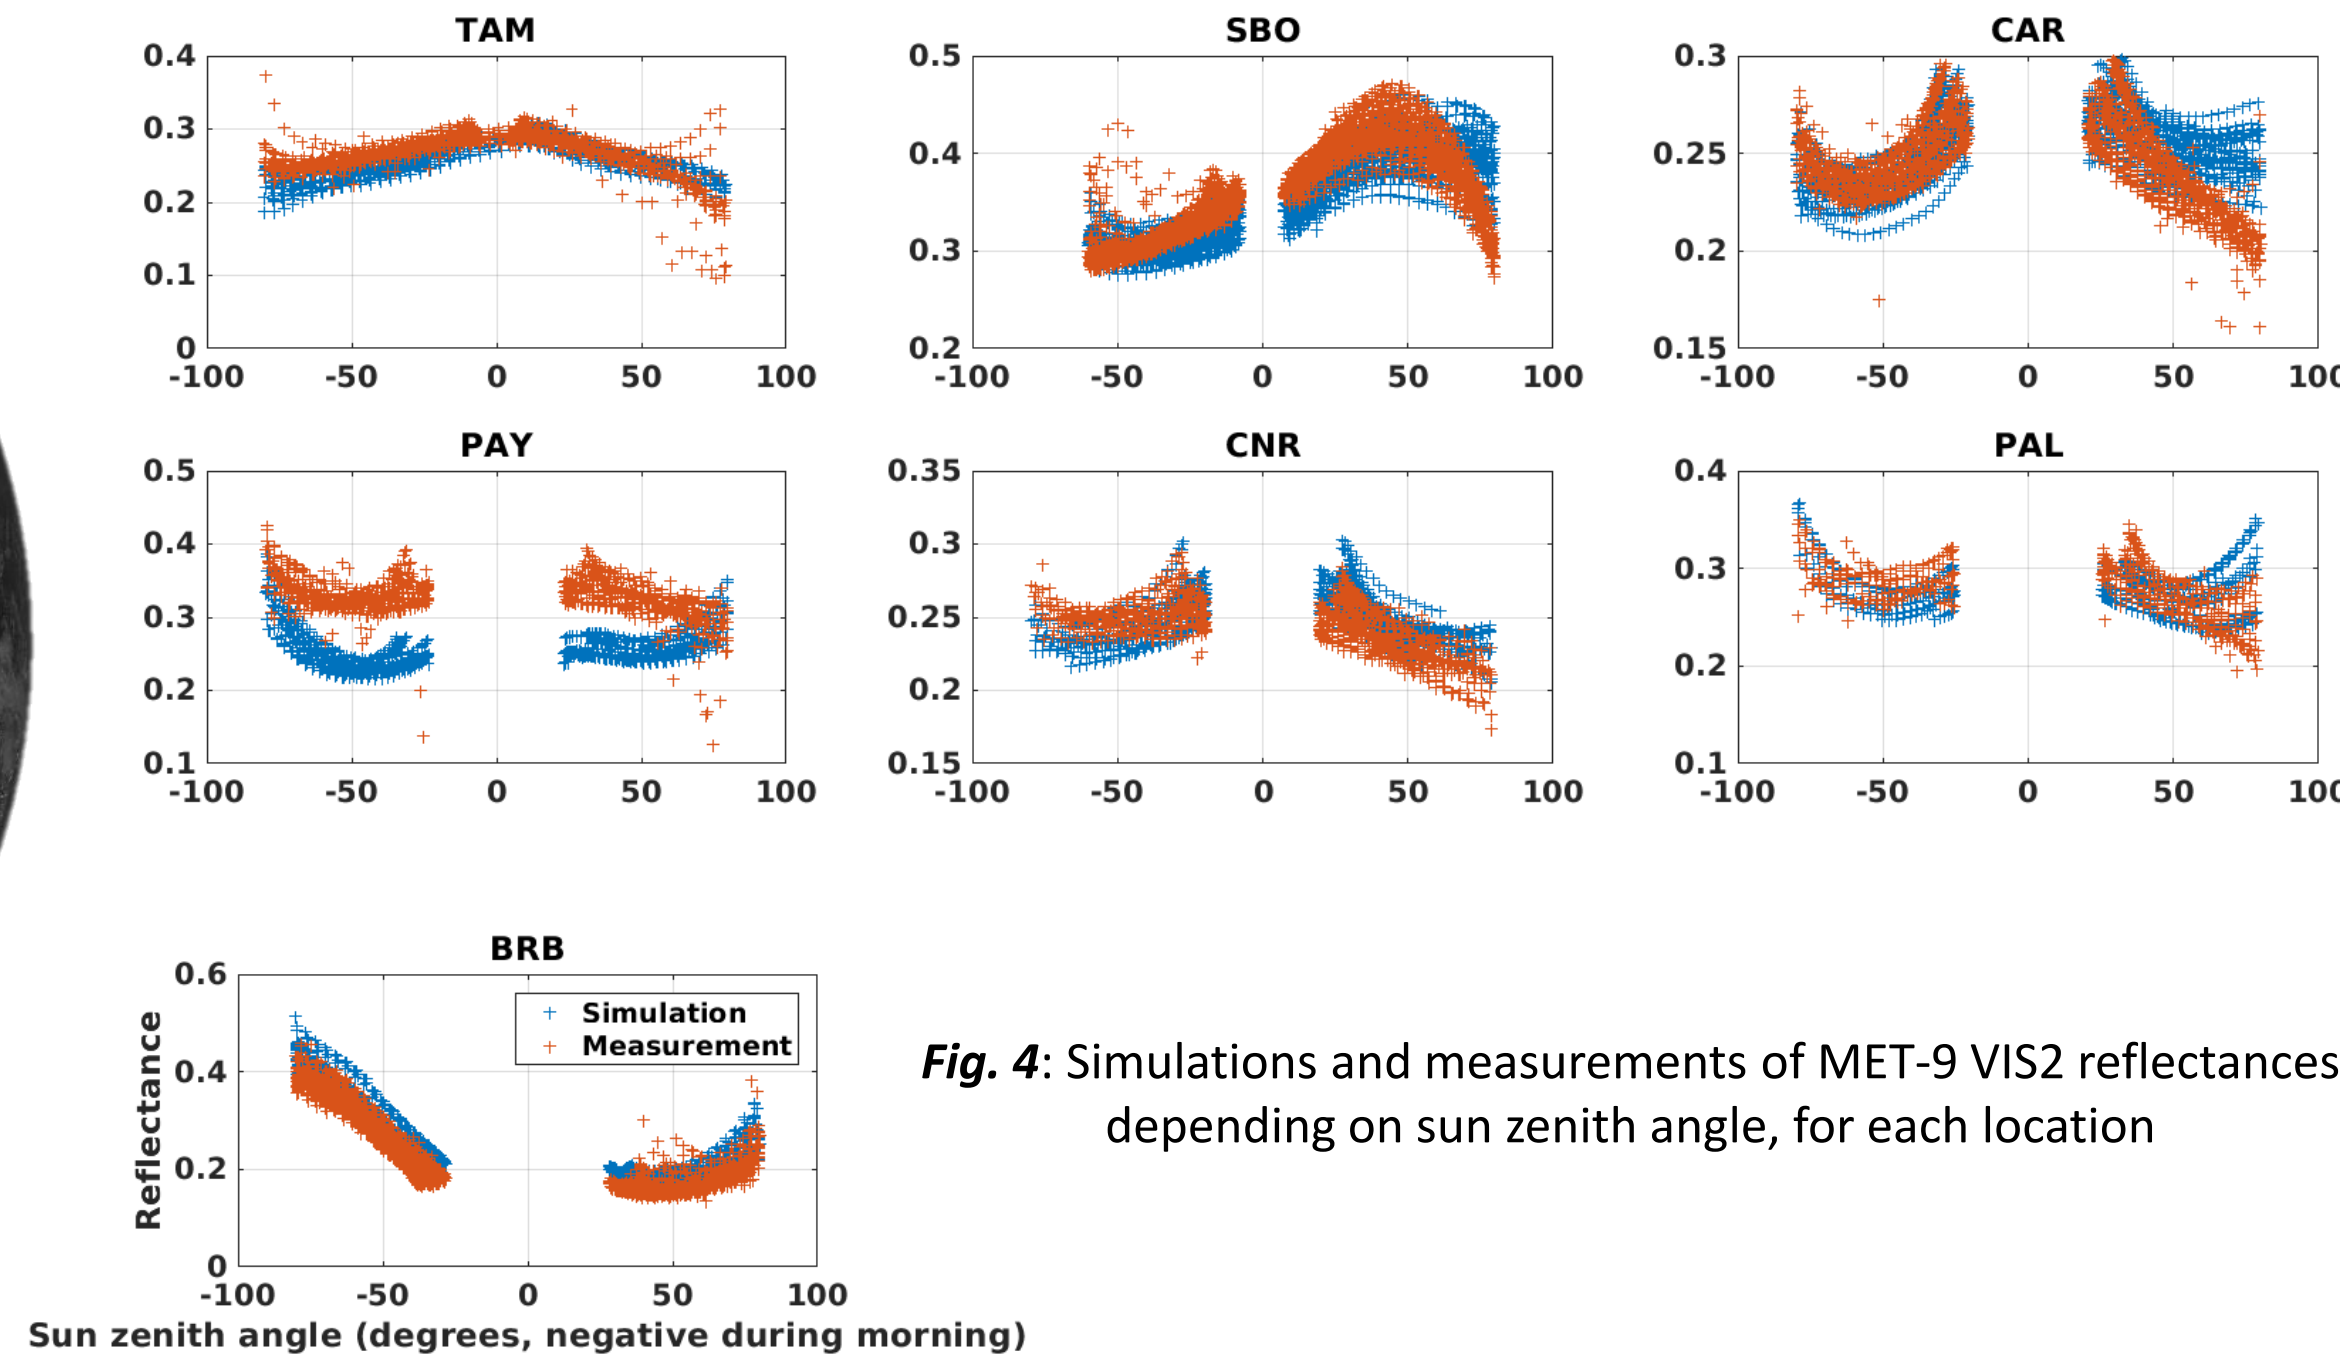 TAM
SBO
CAR
0.4
0.3
0.2
0.1
0
-100 -50 0 50 100
0.5
0.4
0.3
0.2
-100 -50 0 50 100
0.3
0.25
0.2
0.15
-100 -50 0 50 100
PAY
CNR
PAL
0.5
0.4
0.3
0.2
0.1
-100 -50 0 50 100
0.35
0.3
0.25
0.2
0.15
-100 -50 0 50 100
0.4
0.3
0.2
0.1
-100 -50 0 50 100
BRB
Reflectance
0.6
0.4
0.2
0
-100 -50 0 50 100
Simulation
Measurement
Sun zenith angle (degrees, negative during morning)
Fig. 4: Simulations and measurements of MET-9 VIS2 reflectances
depending on sun zenith angle, for each location